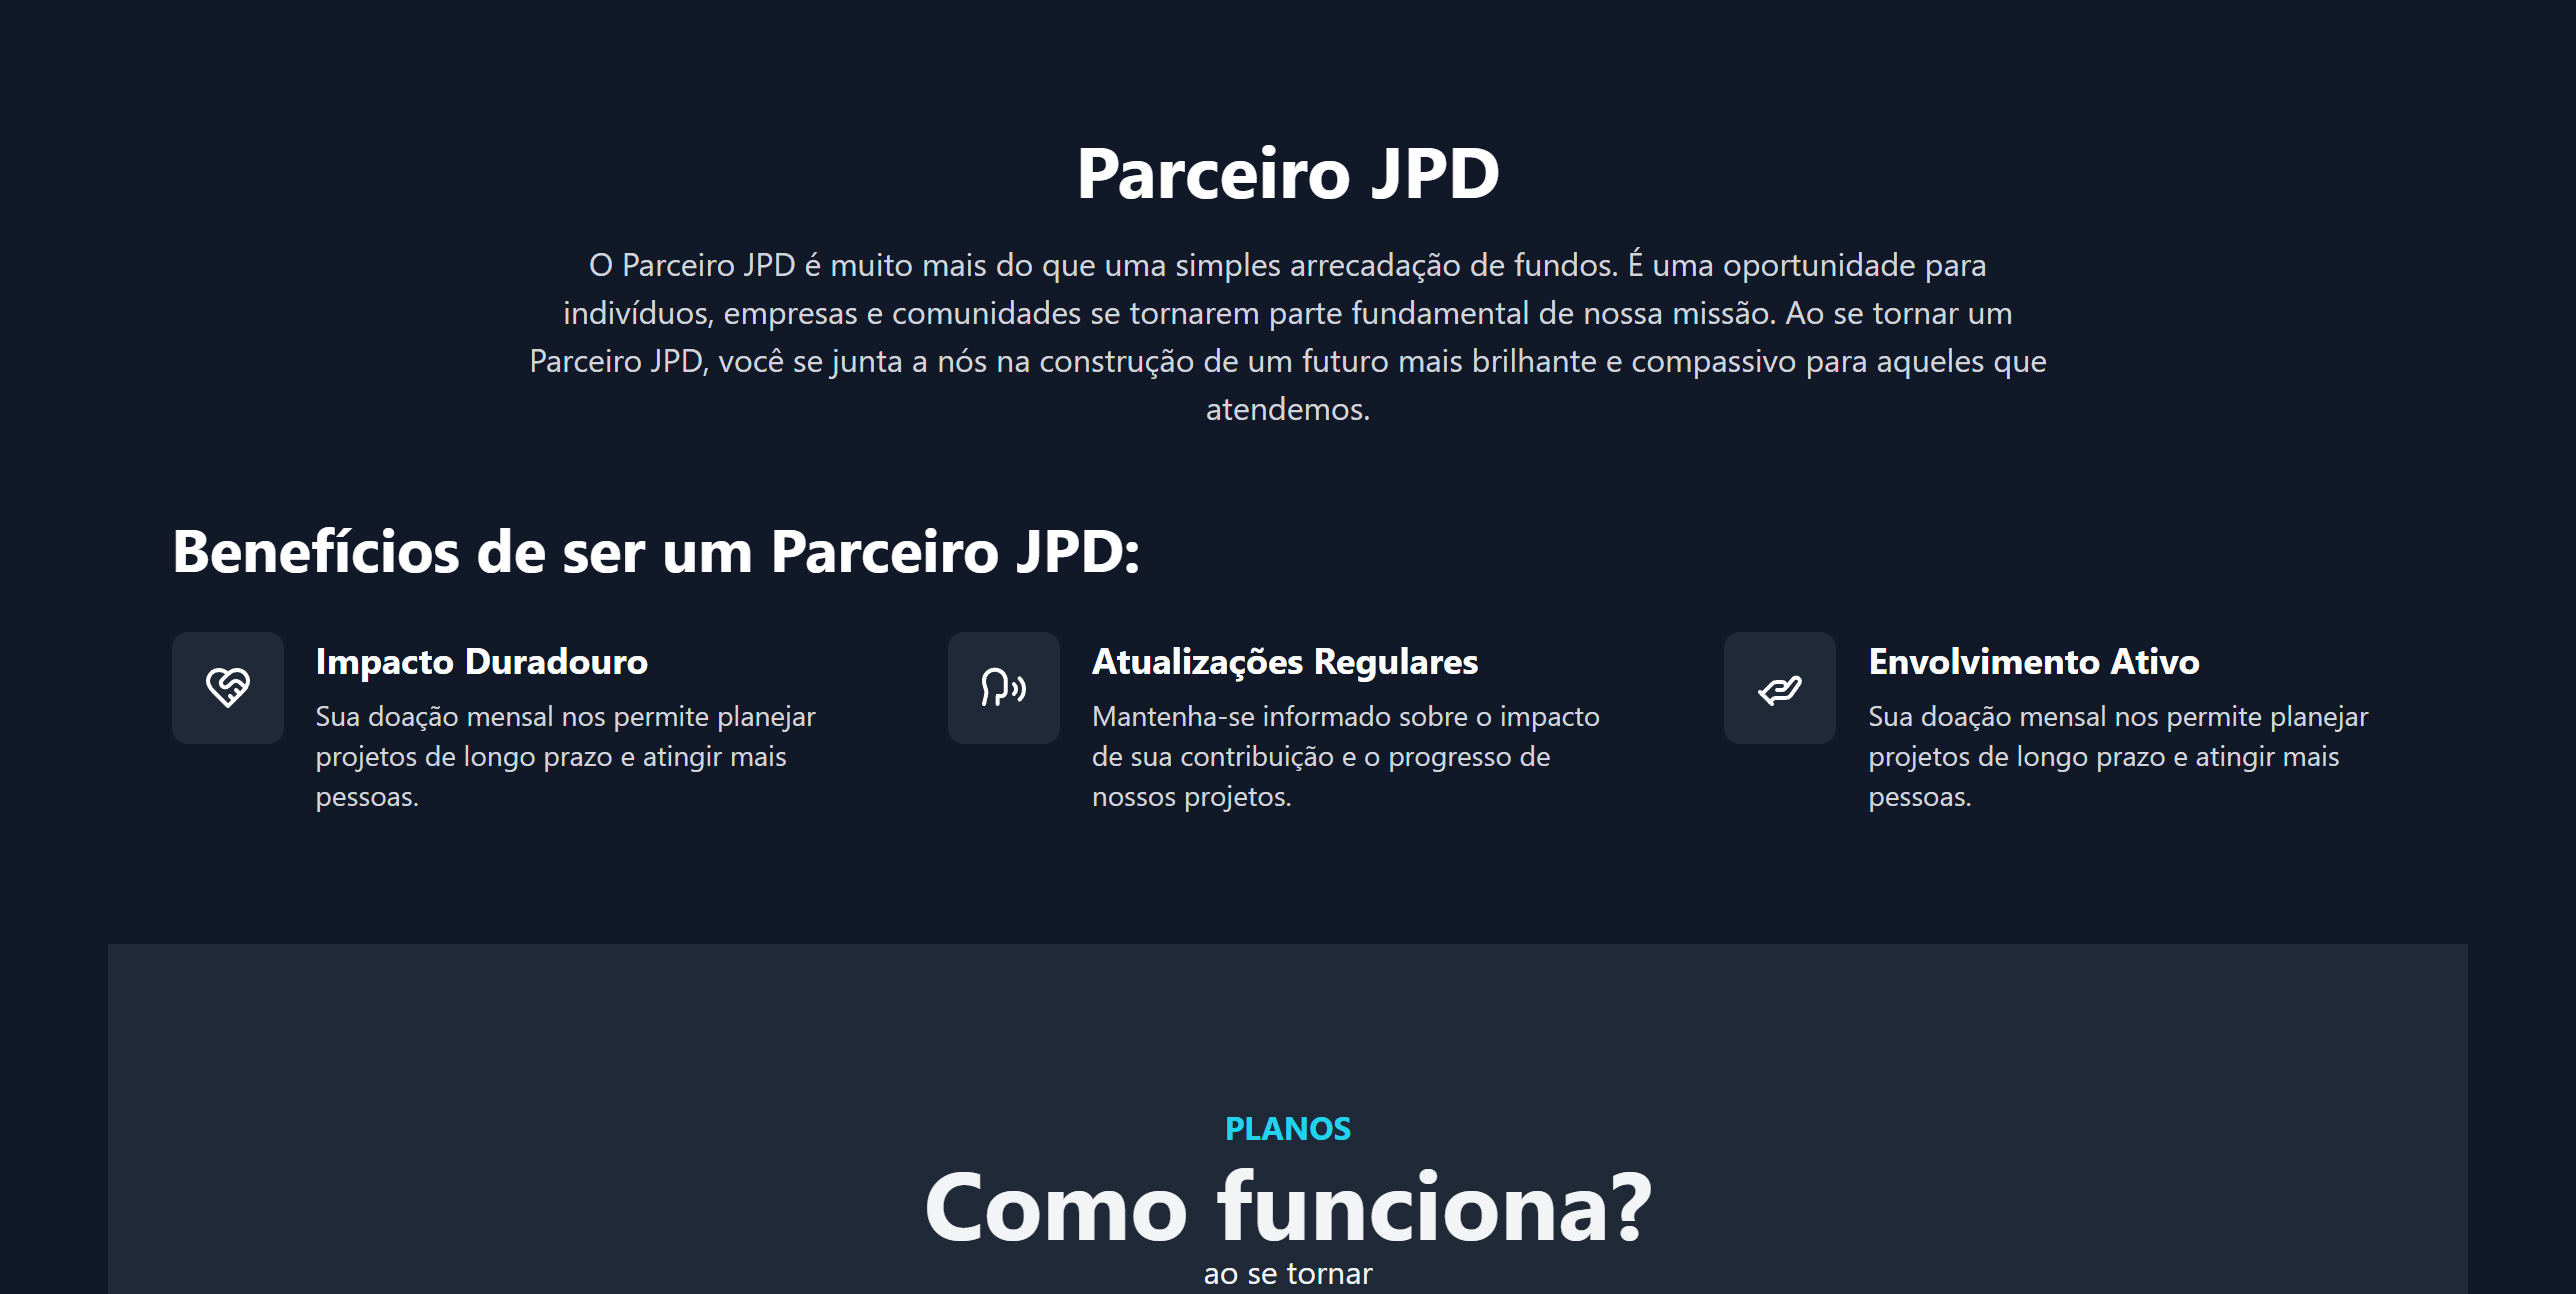 Parceiro JPD
O Parceiro JPD é muito mais do que uma simples arrecadação de fundos. É uma oportunidade para
indivíduos, empresas e comunidades se tornarem parte fundamental de nossa missão. Ao se tornar um
Parceiro JPD, você se junta a nós na construção de um futuro mais brilhante e compassivo para aqueles que
atendemos.
Benefícios de ser um Parceiro JPD:
Impacto Duradouro
Sua doação mensal nos permite planejar
projetos de longo prazo e atingir mais
pessoas.
Atualizações Regulares
Mantenha-se informado sobre o impacto
de sua contribuição e o progresso de
nossos projetos.
Envolvimento Ativo
Sua doação mensal nos permite planejar
projetos de longo prazo e atingir mais
pessoas.
PLANOS
Como funciona?
ao se tornar